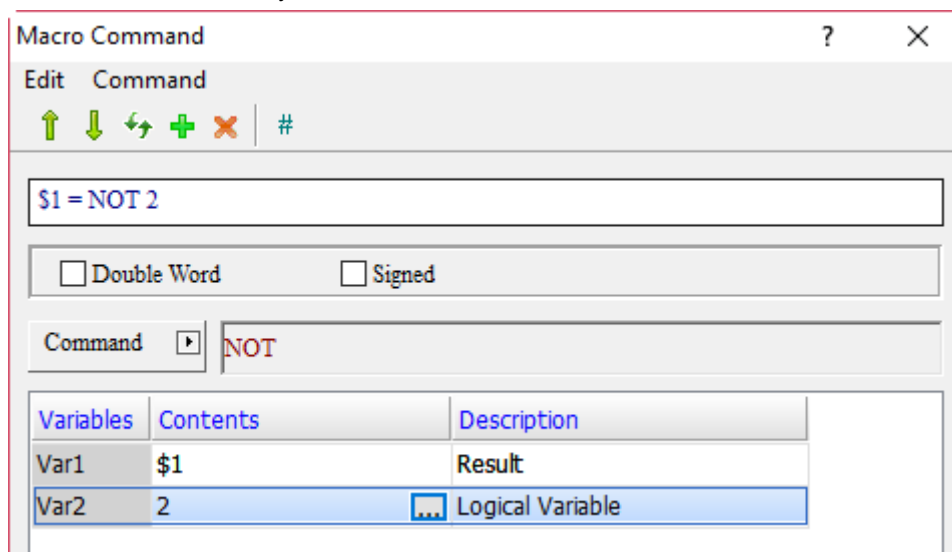 Macro Command ?
Edit Command
#
$1 = NOT 2
Double Word Signed
Command NOT
Variables Contents Description
Var1 $1 Result
Var2 2 ... Logical Variable